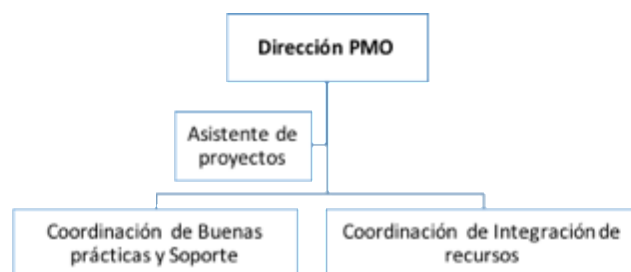 Dirección PMO
Asistente de
proyectos
Coordinación de Buenas
prácticas y Soporte
Coordinación de Integración de
recursos